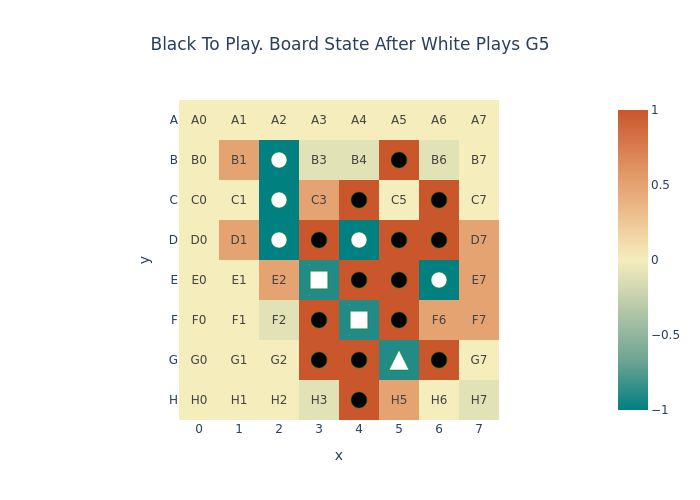 Black To Play. Board State After White Plays G5
A A0 A1 A2 A3 A4 A5 A6 A7
B B0 B1 B3 B4 B6 B7
C C0 C1 C3 C5 C7
D D0 D1 D7
E E0 E1 E2 E7
F F0 F1 F2 F6 F7
G G0 G1 G2 G7
H H0 H1 H2 H3 H5 H6 H7
0 1 2 3 4 5 6 7
x
y
1
0.5
0
−0.5
−1